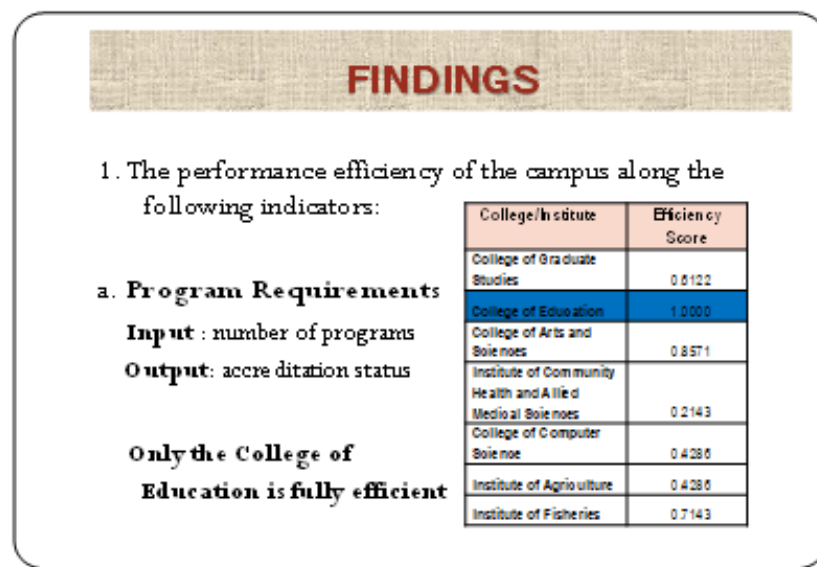 FINDINGS
1. The performance efficiency of the campus along the
following indicators:
a. Program Requirements
Input : number of programs
Output: accre ditation status
Only the College of
Education is fully efficient
College/Institute Efficiency
Score
College of Graduate
Studies 0.6122
College of Education 1.0000
College of Arts and
Sciences 0.8571
Institute of Community
Health and Allied
Medical Sciences 0.2143
College of Computer
Science 0.4286
Institute of Agriculture 0.4286
Institute of Fisheries 0.7143